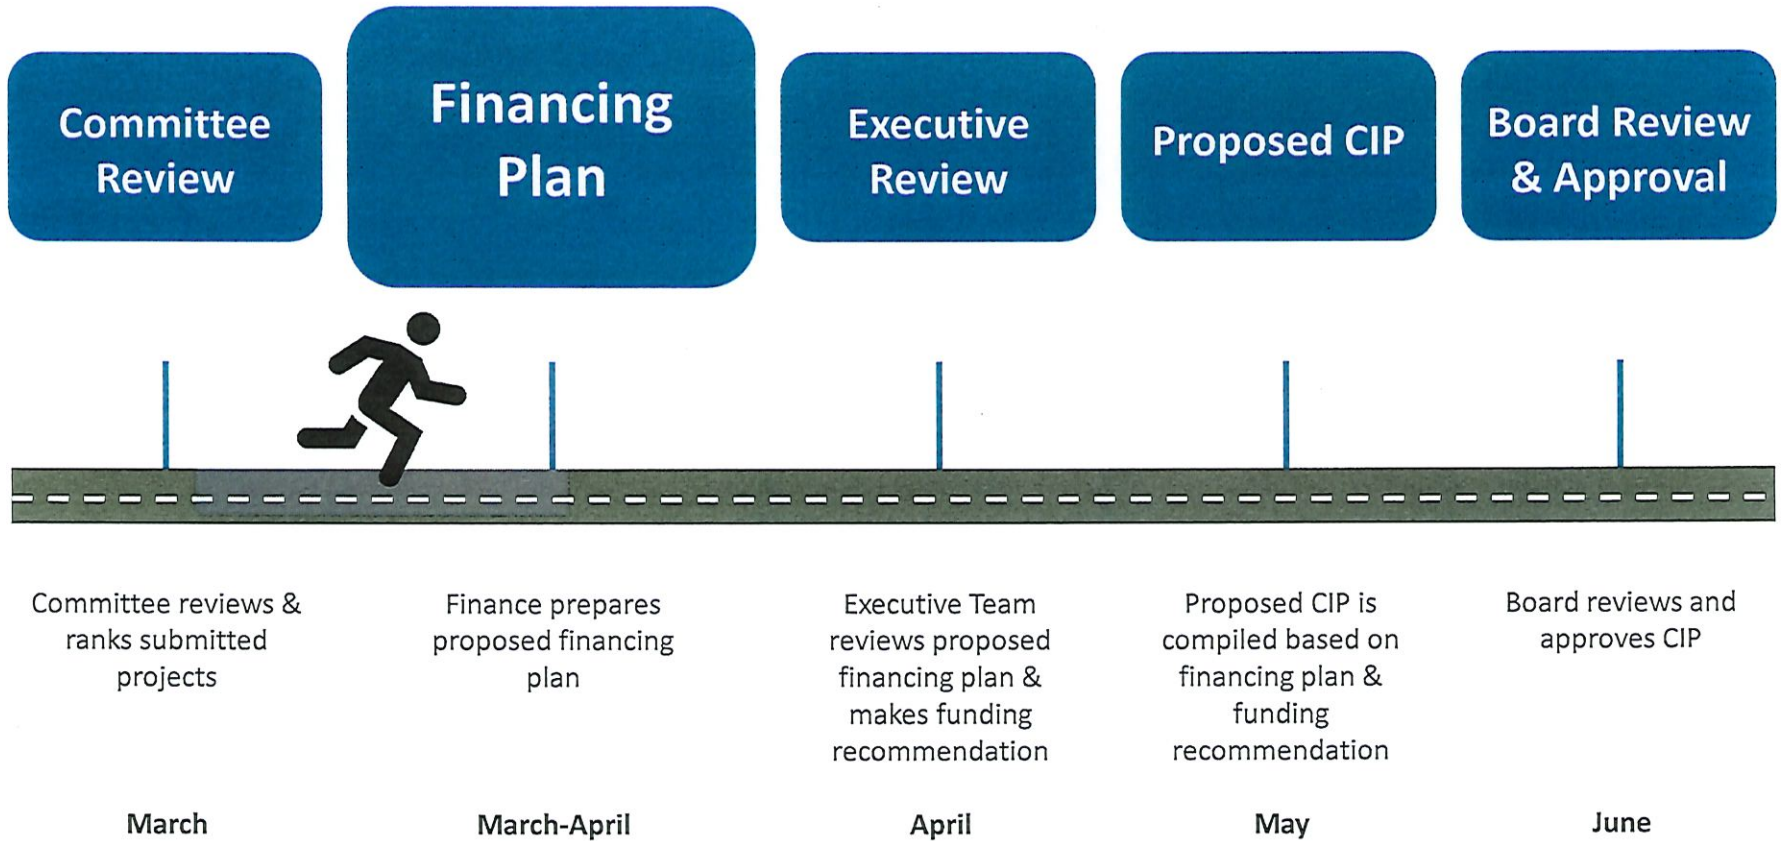 Committee
Review
Financing
Plan
Executive
Review
Proposed CIP
Board Review
& Approval
Committee reviews &
ranks submitted
projects
Finance prepares
proposed financing
plan
Executive Team
reviews proposed
financing plan &
makes funding
recommendation
Proposed CIP is
compiled based on
financing plan &
funding
recommendation
Board reviews and
approves CIP
March
March-April
April
May
June